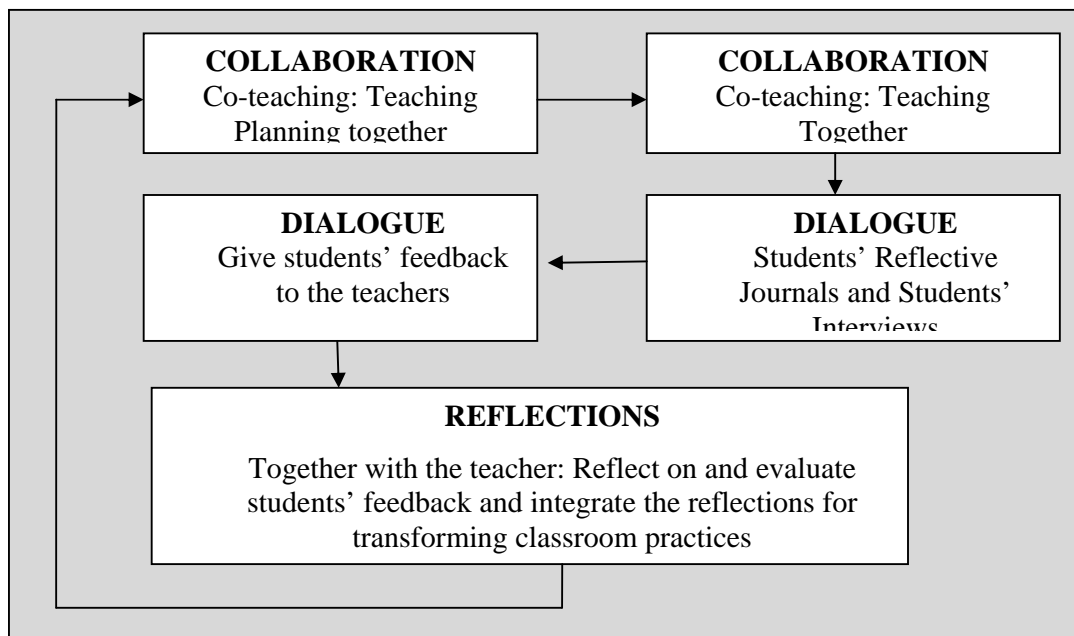 COLLABORATION
Co-teaching: Teaching
Planning together
COLLABORATION
Co-teaching: Teaching
Together
DIALOGUE
Give students’ feedback
to the teachers
DIALOGUE
Students’ Reflective
Journals and Students’
Interviews
REFLECTIONS
Together with the teacher: Reflect on and evaluate
students’ feedback and integrate the reflections for
transforming classroom practices